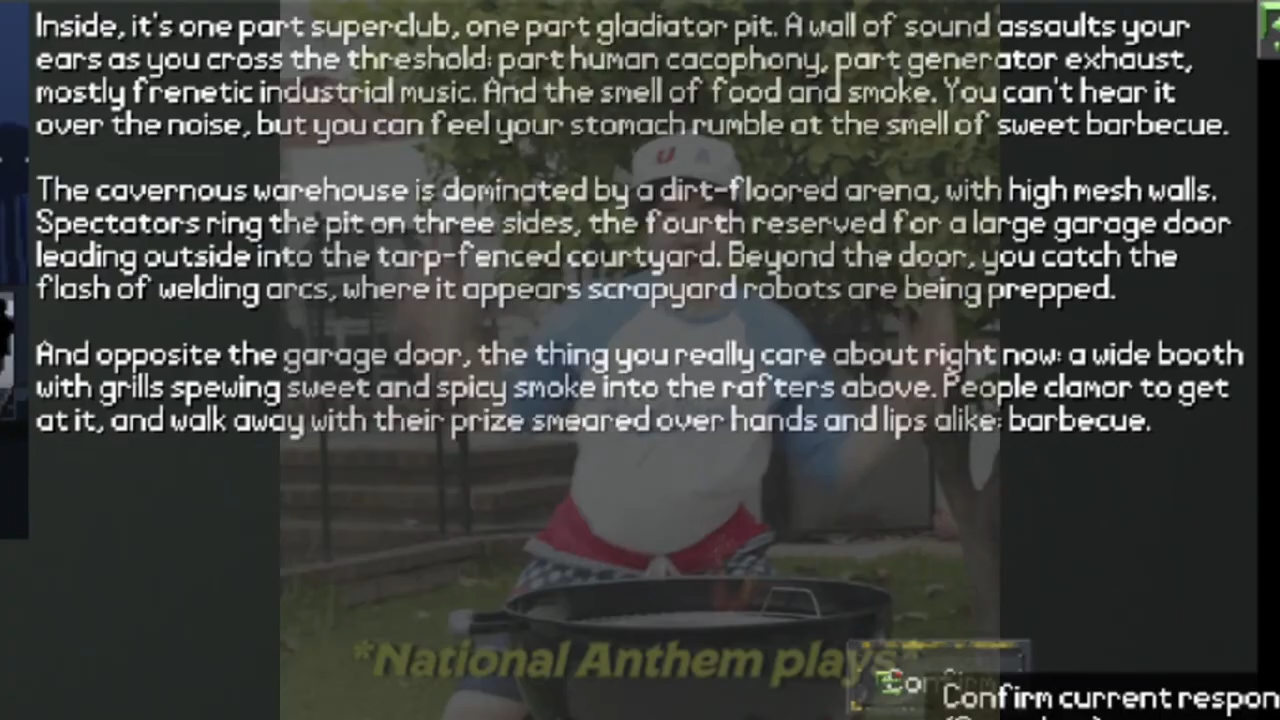 Inside, it's one part superclub, one part gladiator pit. A wall of sound assaults your
ears as you cross the threshold: part human cacophony, part generator exhaust,
mostly frenetic industrial music. And the smell of food and smoke. You can't hear it
over the noise, but you can feel your stomach rumble at the smell of sweet barbecue.
The cavernous warehouse is dominated by a dirt-floored arena, with high mesh walls.
Spectators ring the pit on three sides, the fourth reserved for a large garage door
leading outside into the tarp-fenced courtyard. Beyond the door, you catch the
flash of welding arcs, where it appears scrapyard robots are being prepped.
And opposite the garage door, the thing you really care about right now: a wide booth
with grills spewing sweet and spicy smoke into the rafters above. People clamor to get
at it, and walk away with their prize smeared over hands and lips alike: barbecue.
U A
*National Anthem plays*
Confirm
Confirm current respon